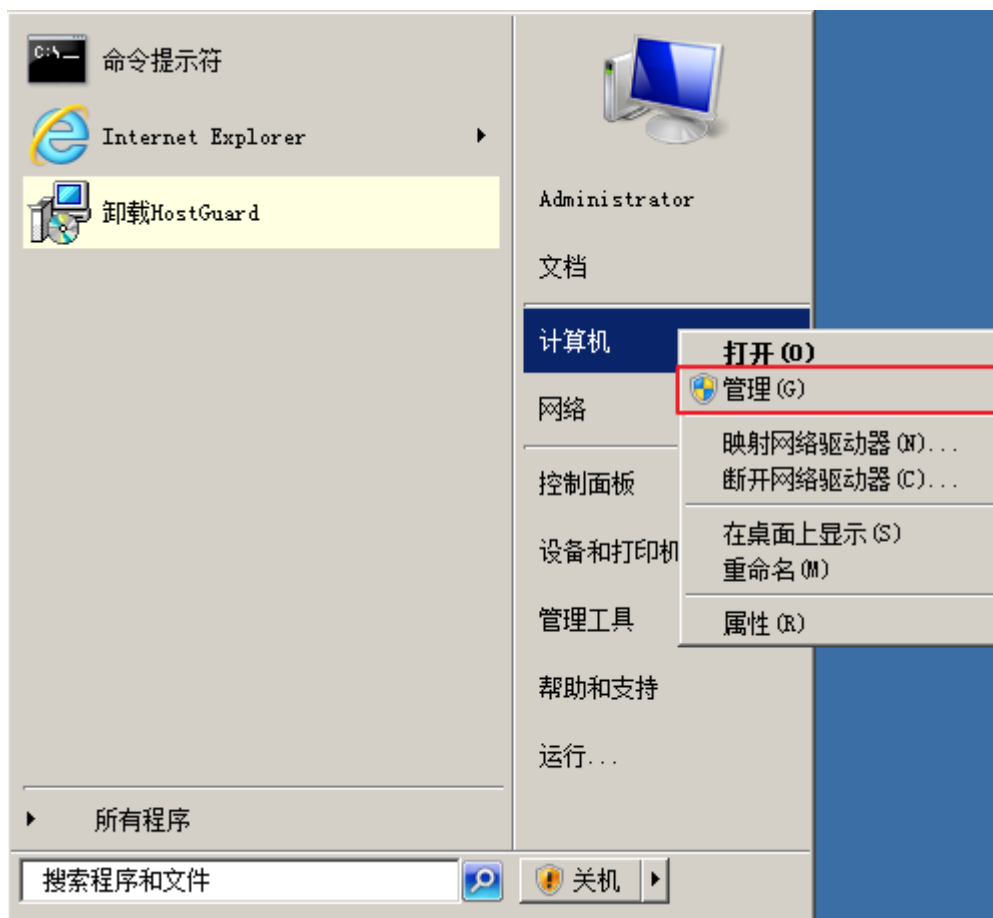 C:\
命令提示符
Internet Explorer
卸载HostGuard
所有程序
搜索程序和文件
Administrator
文档
计算机
网络
控制面板
设备和打印机
管理工具
帮助和支持
运行...
关机
打开(O)
管理(G)
映射网络驱动器(N)...
断开网络驱动器(C)...
在桌面上显示(S)
重命名(M)
属性(R)